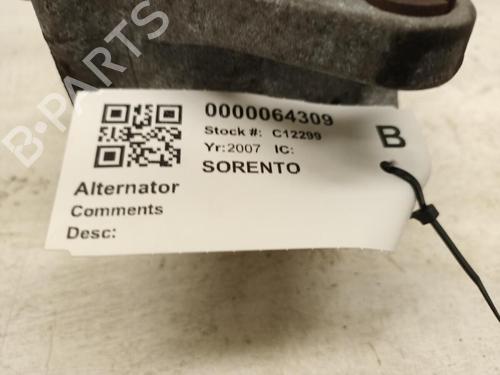 0000064309
Stock #: C12299
B
Yr: 2007 IC:
SORENTO
Alternator
Comments
Desc:
B-PARTS